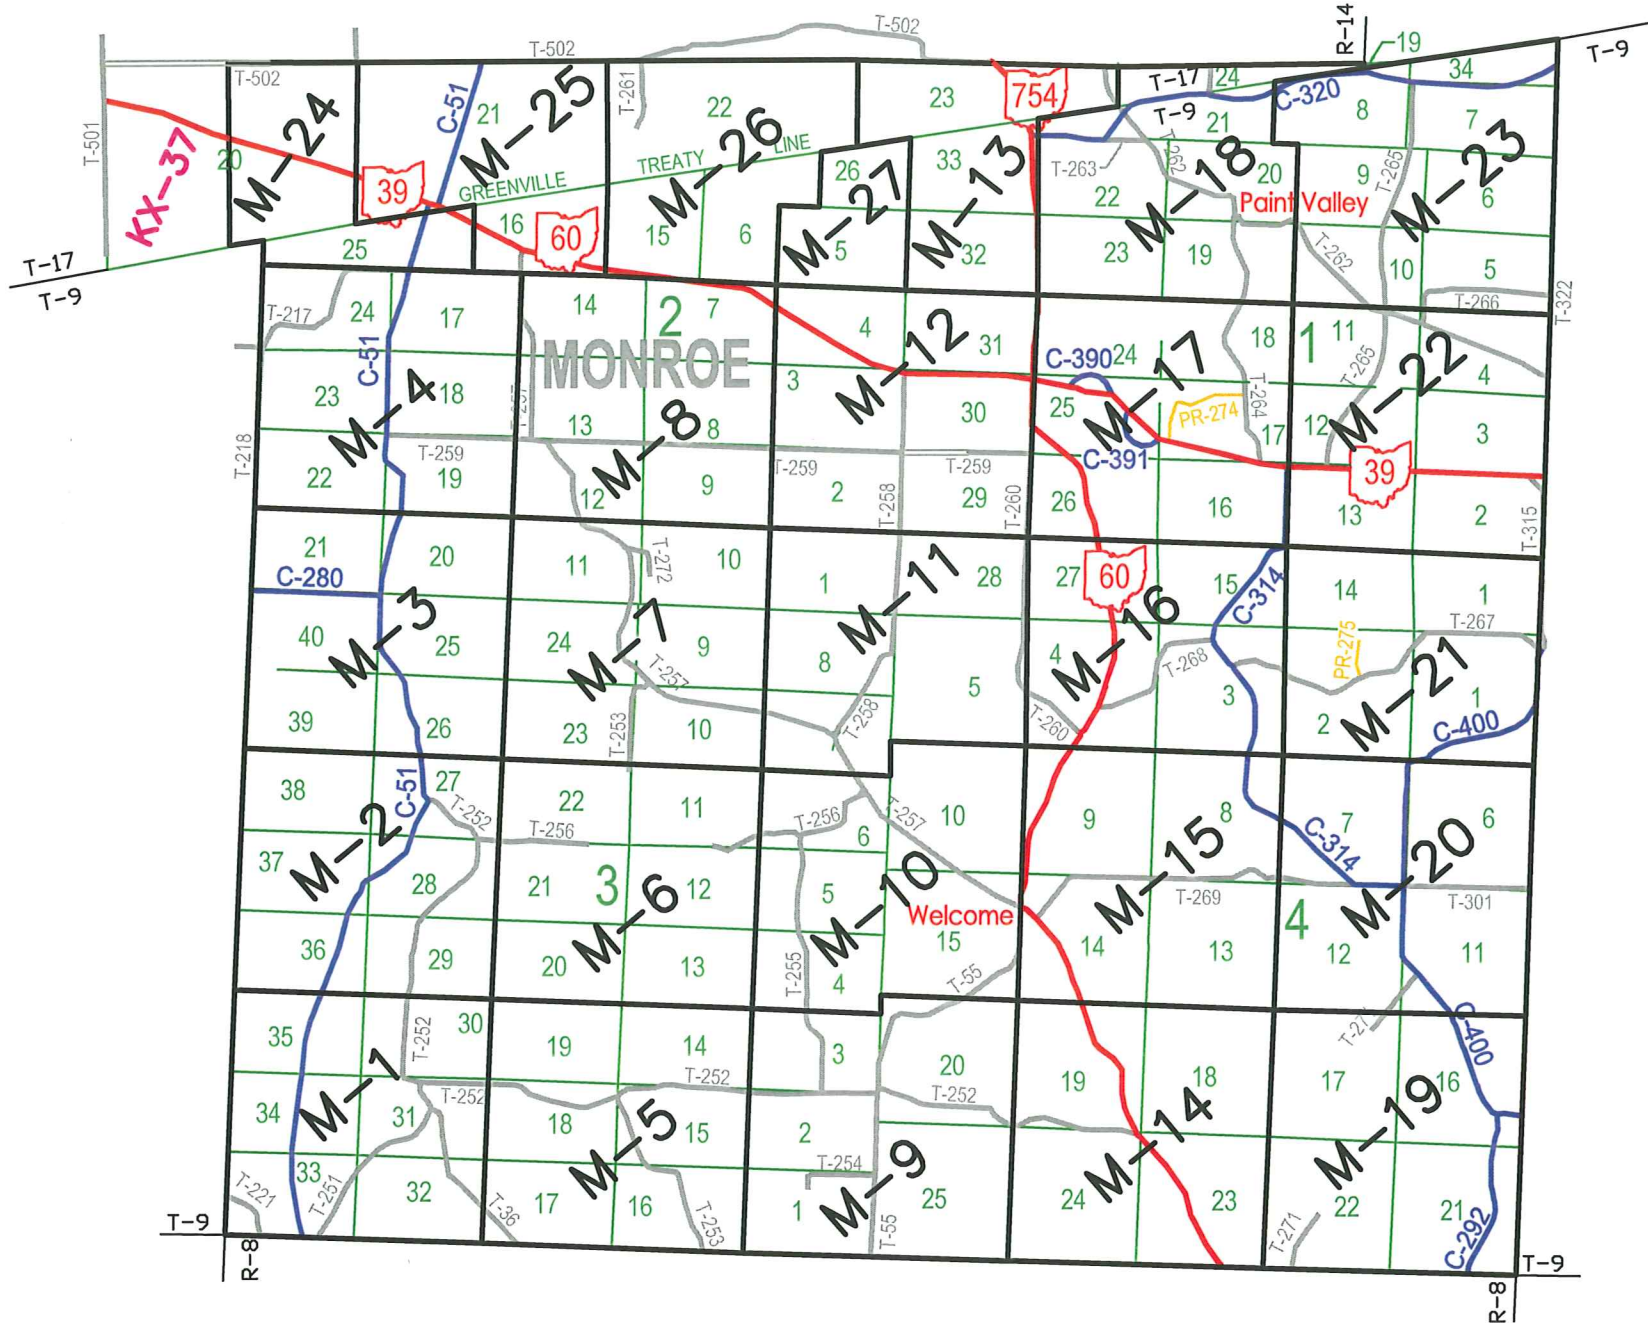 R-14
T-502
T-502
19
T-9
34
T-17
24
C-320
T-502
T-501
KX-37
20
M-24
C-51
21
M-25
T-261
22
M-26
23
754
T-9
21
8
7
39
GREENVILLE
TREATY
LINE
26
33
M-13
T-263
T-262
M-18
20
9
T-265
M-23
6
22
Paint Valley
25
16
60
15
6
M-27
5
32
23
19
T-262
10
5
T-17
T-9
T-266
T-322
T-217
24
17
14
2
7
4
31
18
1
11
C-51
MONROE
M-12
C-390
24
M-17
T-265
M-22
4
23
18
3
M-4
T-257
13
M-8
8
30
25
PR-274
T-264
17
12
3
T-218
T-259
T-259
T-259
C-391
39
22
19
12
9
2
T-258
29
T-260
26
16
13
2
T-315
21
20
11
T-272
10
1
M-11
28
27
60
15
C-314
14
1
C-280
40
M-3
25
24
M-7
9
8
4
M-16
T-268
PR-275
T-267
T-257
5
3
M-21
1
39
26
23
T-253
10
T-258
T-260
2
C-400
38
C-51
27
T-252
22
T-256
11
T-256
6
T-257
10
9
8
7
6
37
M-2
28
21
3
12
5
M-10
M-15
C-314
M-20
T-269
T-301
M-6
Welcome
4
36
29
20
13
T-255
4
15
14
13
12
11
T-55
35
T-252
30
19
14
3
20
19
18
17
T-27
C-400
16
34
M-1
31
T-252
18
M-5
T-252
15
2
T-252
M-14
M-19
33
T-254
M-9
T-221
T-251
32
T-36
17
16
T-253
1
T-55
25
24
23
T-271
22
21
C-292
T-9
R-8
T-9
R-8